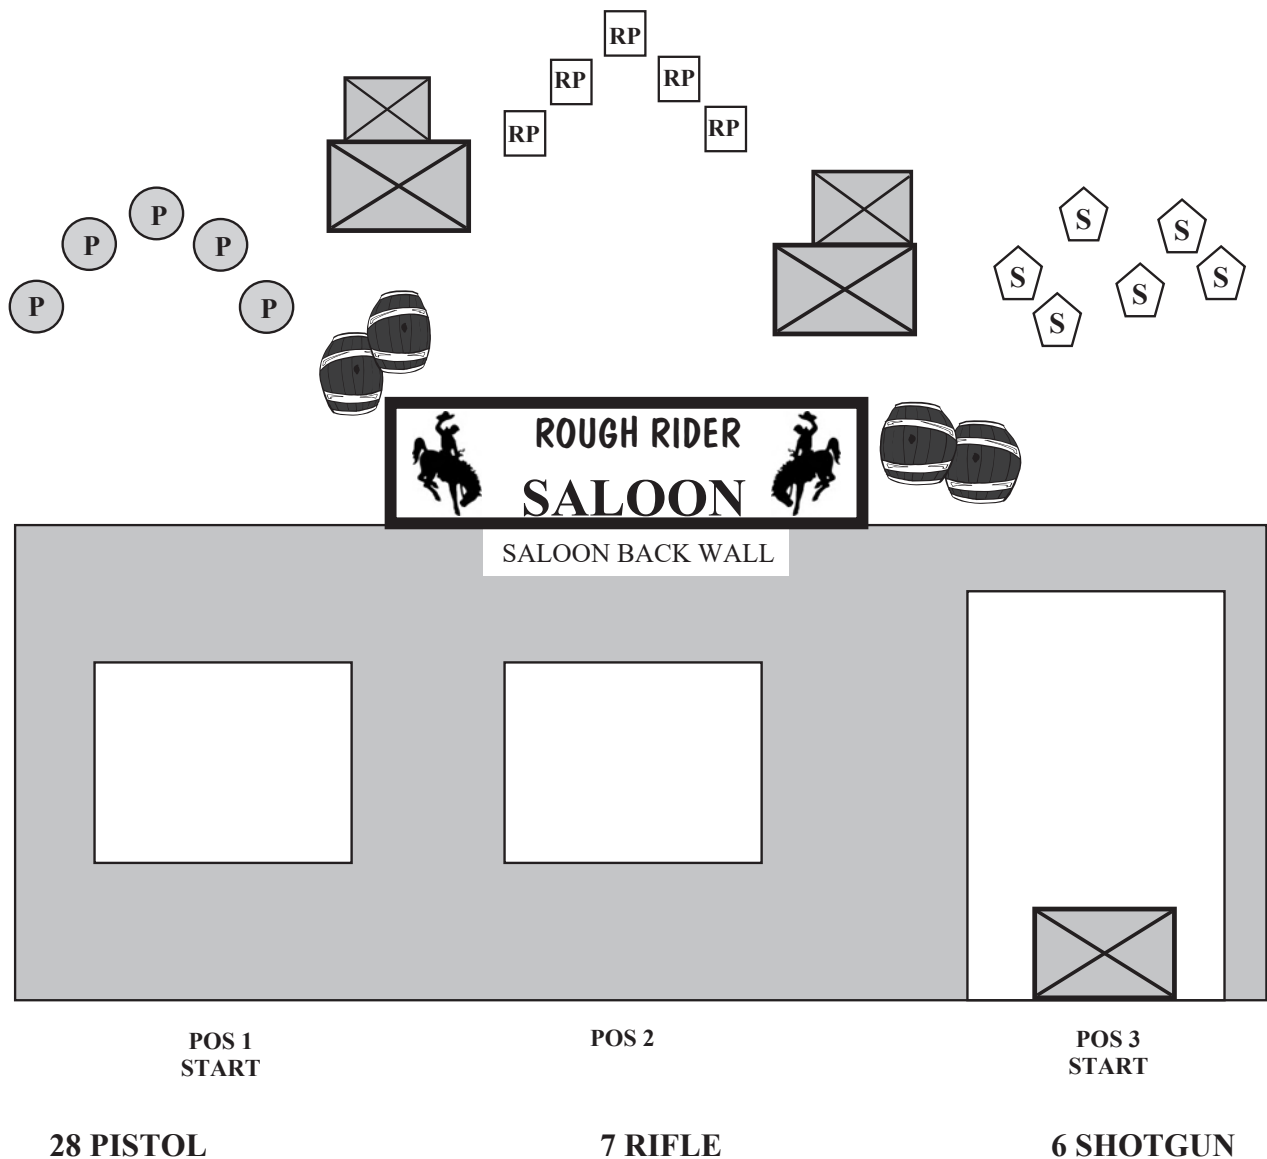 RP
RP
RP
RP
RP
P
P
P
P
P
S
S
S
S
S
S
ROUGH RIDER
SALOON
SALOON BACK WALL
POS 1
START
POS 2
POS 3
START
28 PISTOL
7 RIFLE
6 SHOTGUN